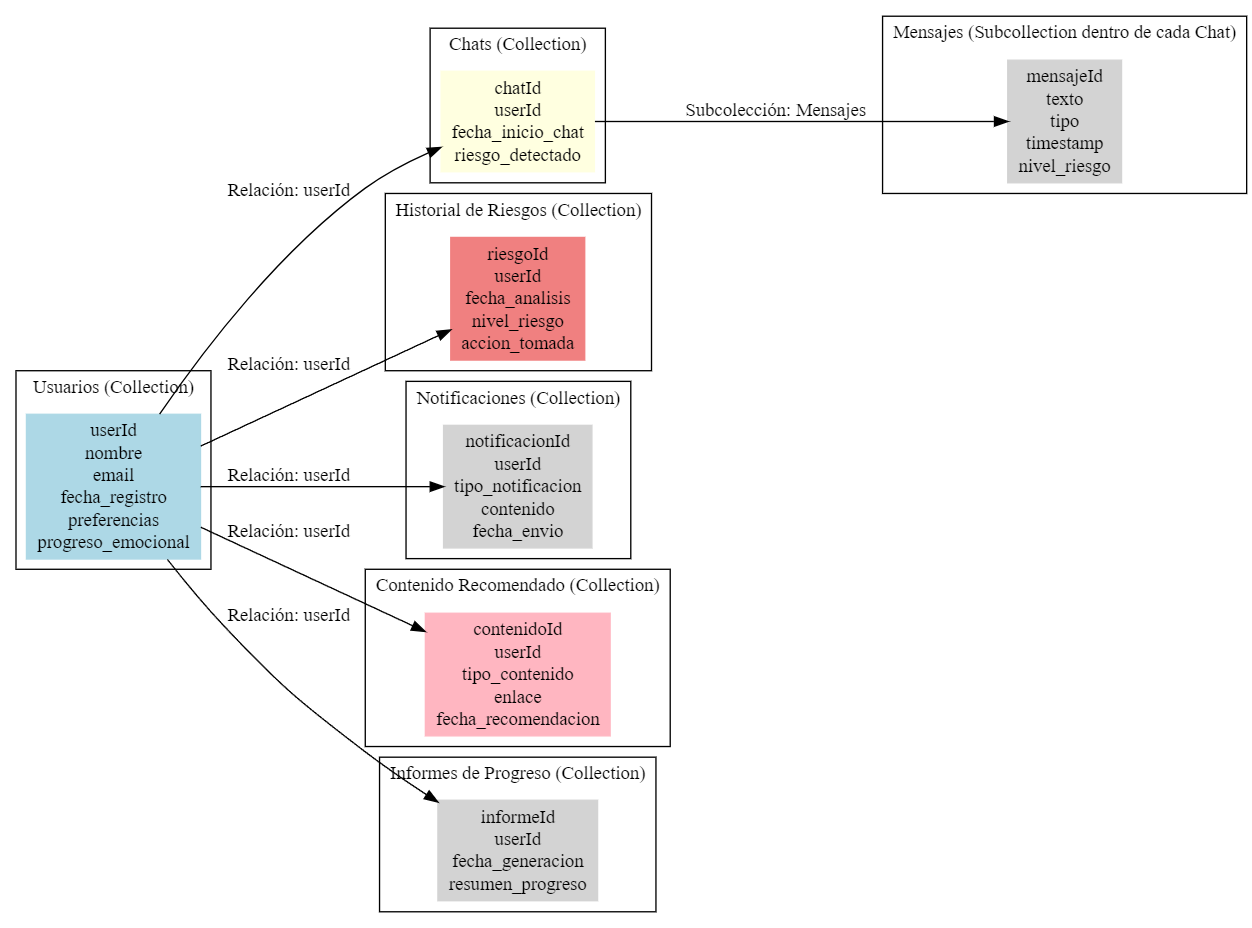 Chats (Collection)
chatId
userId
fecha_inicio_chat
riesgo_detectado
Subcolección: Mensajes
Mensajes (Subcollection dentro de cada Chat)
mensajeId
texto
tipo
timestamp
nivel_riesgo
Relación: userId
Historial de Riesgos (Collection)
riesgoId
userId
fecha_analisis
nivel_riesgo
accion_tomada
Relación: userId
Usuarios (Collection)
userId
nombre
email
fecha_registro
preferencias
progreso_emocional
Notificaciones (Collection)
notificacionId
userId
tipo_notificacion
contenido
fecha_envio
Relación: userId
Relación: userId
Contenido Recomendado (Collection)
contenidoId
userId
tipo_contenido
enlace
fecha_recomendacion
Relación: userId
Informes de Progreso (Collection)
informeId
userId
fecha_generacion
resumen_progreso